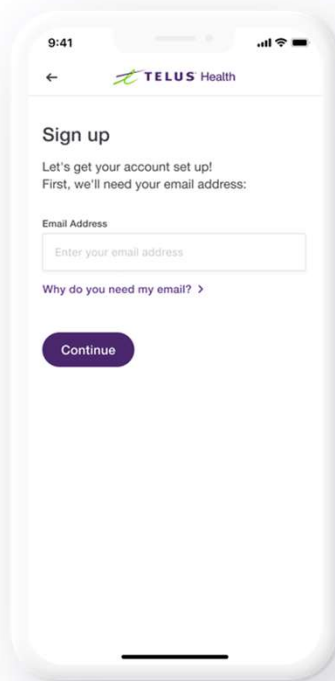 9:41
TELUS Health
Sign up
Let's get your account set up!
First, we'll need your email address:
Email Address
Enter your email address
Why do you need my email? >
Continue